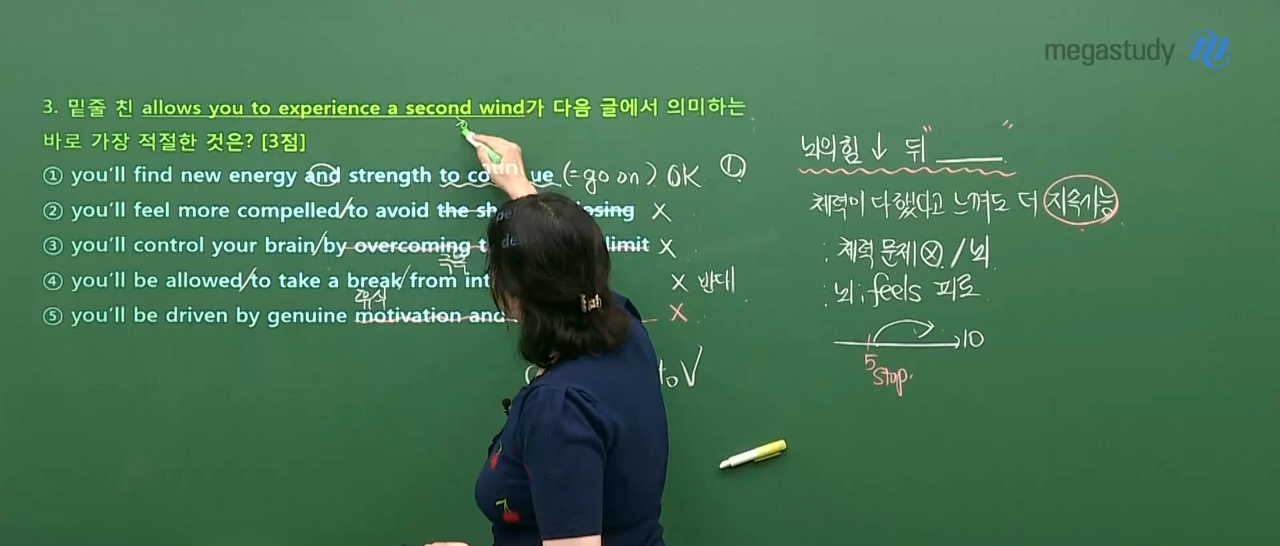 megastudy
3. 밑줄 친 allows you to experience a second wind가 다음 글에서 의미하는
바로 가장 적절한 것은? [3점]
① you'll find new energy and strength to continue (= go on) OK
② you'll feel more compelled to avoid the losing X
③ you'll control your brain by overcoming limit X
극복
④ you'll be allowed to take a break from X 반대
휴식
⑤ you'll be driven by genuine motivation and X
to V
뇌의 힘 ↓ 뒤 " "
체력이 다했다고 느껴도 더 지속가능
: 체력 문제 ⓧ / 뇌
: 뇌 ; feels 피로
5 10
stop.